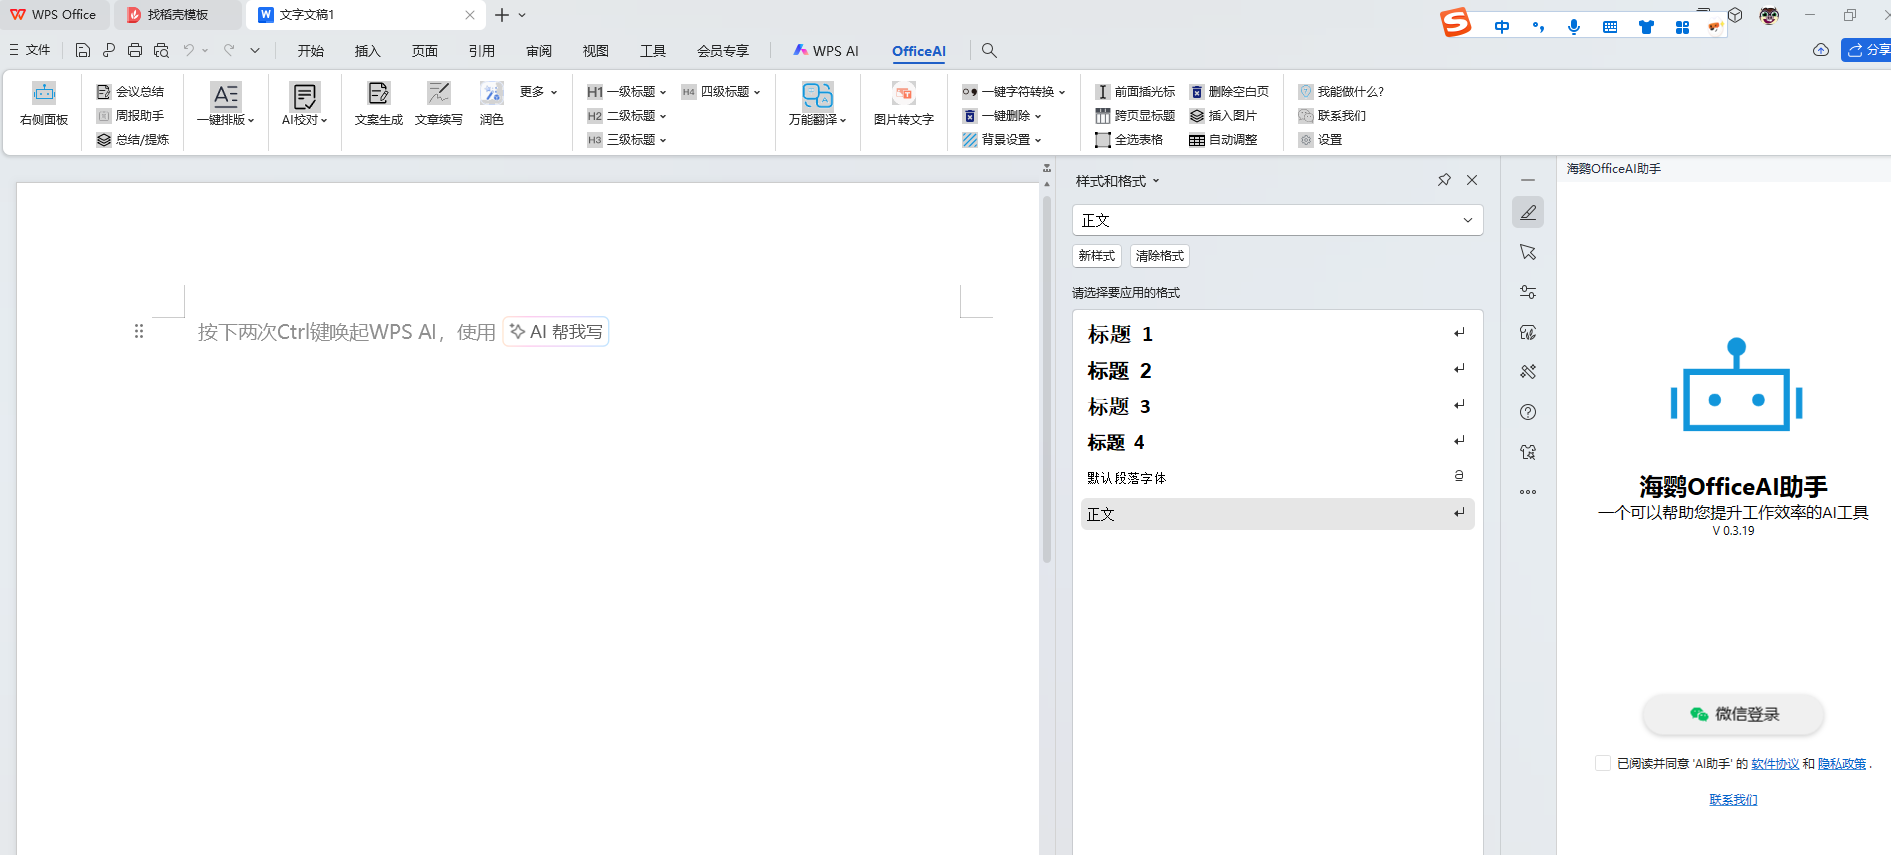 WPS Office
找稻壳模板
文字文稿1
中
文件
开始
插入
页面
引用
审阅
视图
工具
会员专享
WPS AI
OfficeAI
分享
右侧面板
会议总结
周报助手
总结/提炼
一键排版
AI校对
文案生成
文章续写
润色
更多
H1 一级标题
H2 二级标题
H3 三级标题
H4 四级标题
万能翻译
图片转文字
一键字符转换
一键删除
背景设置
前面插光标
跨页显标题
全选表格
删除空白页
插入图片
自动调整
我能做什么?
联系我们
设置
按下两次Ctrl键唤起WPS AI，使用 AI 帮我写
样式和格式
正文
新样式 清除格式
请选择要应用的格式
标题 1
标题 2
标题 3
标题 4
默认段落字体
正文
海鹦OfficeAI助手
海鹦OfficeAI助手
一个可以帮助您提升工作效率的AI工具
V 0.3.19
微信登录
已阅读并同意 'AI助手' 的 软件协议 和 隐私政策 .
联系我们